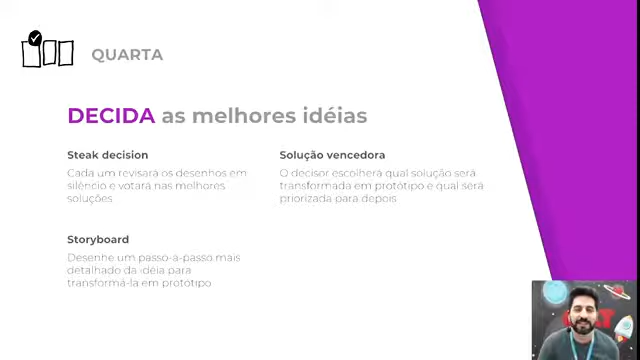 QUARTA
DECIDA as melhores idéias
Steak decision
Cada um revisará os desenhos em
silêncio e votará nas melhores
soluções.
Solução vencedora
O decisor escolherá qual solução será
transformada em protótipo e qual será
priorizada para depois
Storyboard
Desenhe um passo-a-passo mais
detalhado da idéia para
transformá-la em protótipo